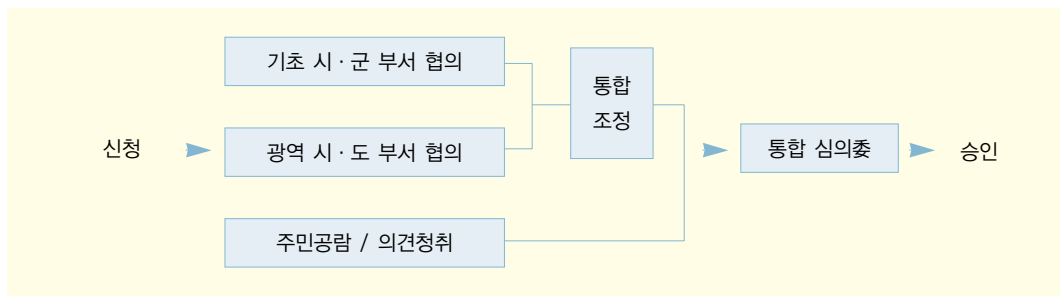 신청
기초 시·군 부서 협의
광역 시·도 부서 협의
주민공람 / 의견청취
통합
조정
통합 심의委
승인